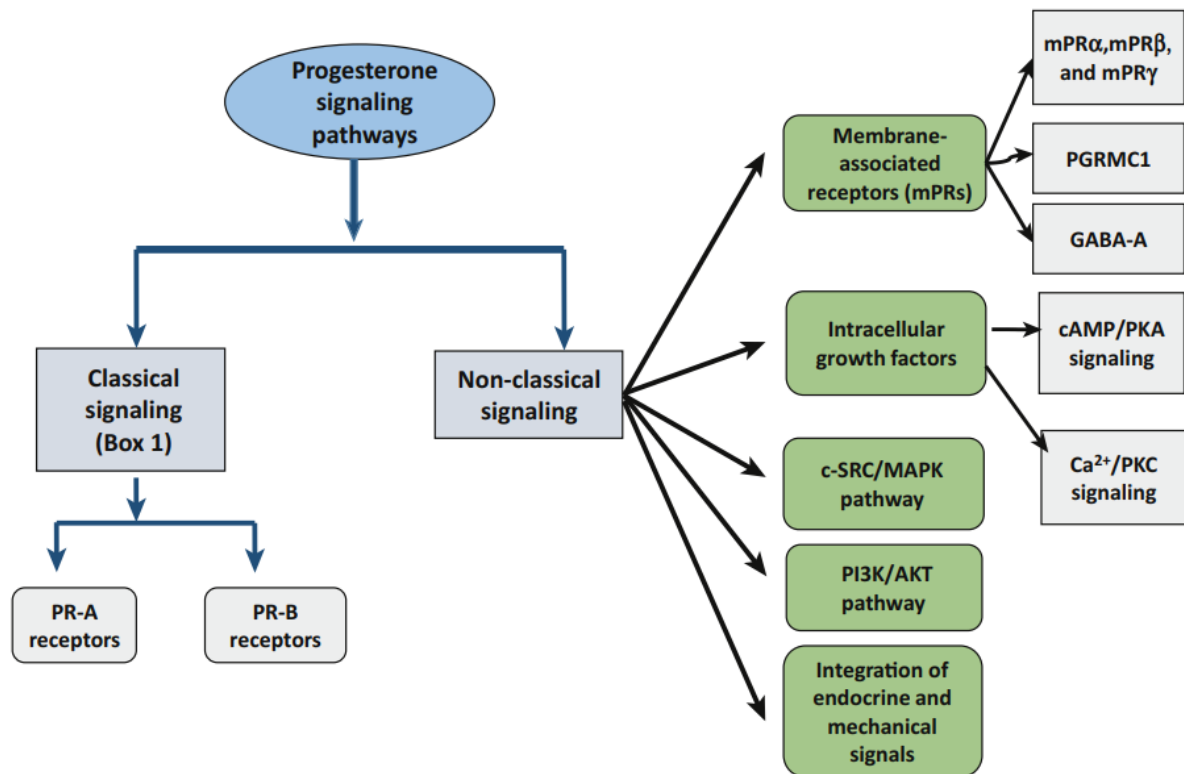 Progesterone
signaling
pathways
Classical
signaling
(Box 1)
PR-A
receptors
PR-B
receptors
Non-classical
signaling
Membrane-
associated
receptors (mPRs)
mPRα,mPRβ,
and mPRγ
PGRMC1
GABA-A
Intracellular
growth factors
cAMP/PKA
signaling
Ca²⁺/PKC
signaling
c-SRC/MAPK
pathway
PI3K/AKT
pathway
Integration of
endocrine and
mechanical
signals